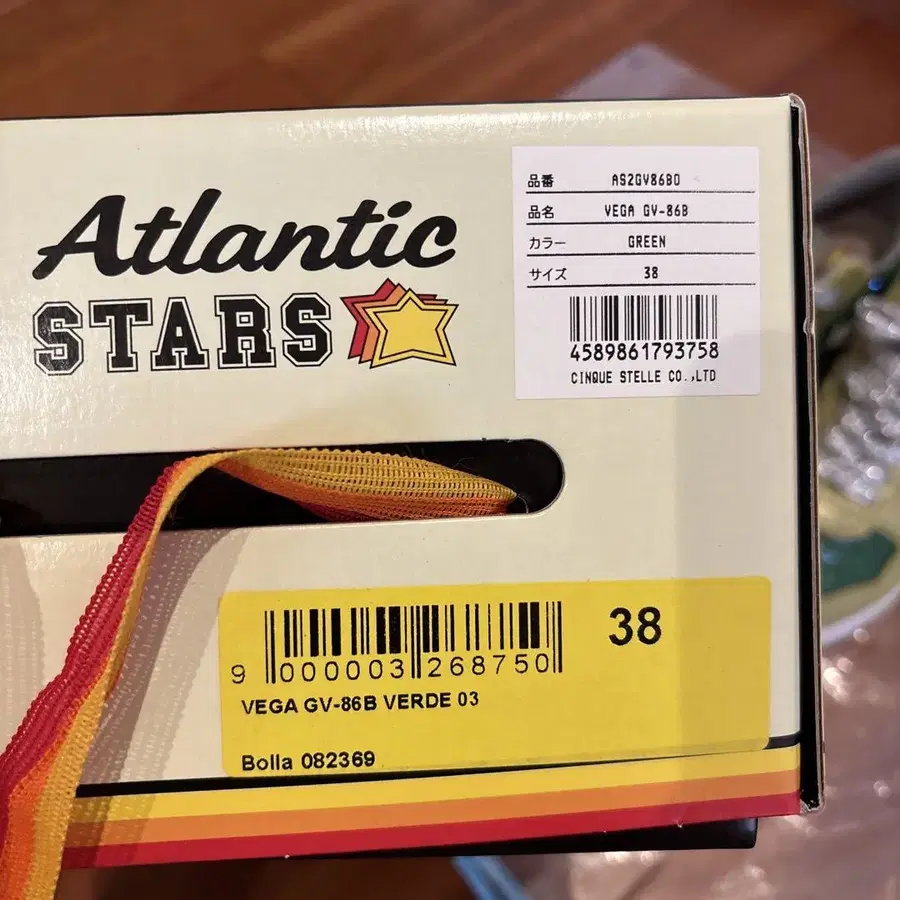 Atlantic
STARS
品番 AS2GV86BO
品名 VEGA GV-86B
カラー GREEN
サイズ 38
4589861793758
CINQUE STELLE CO.,LTD
9 000003 268750
38
VEGA GV-86B VERDE 03
Bolla 082369